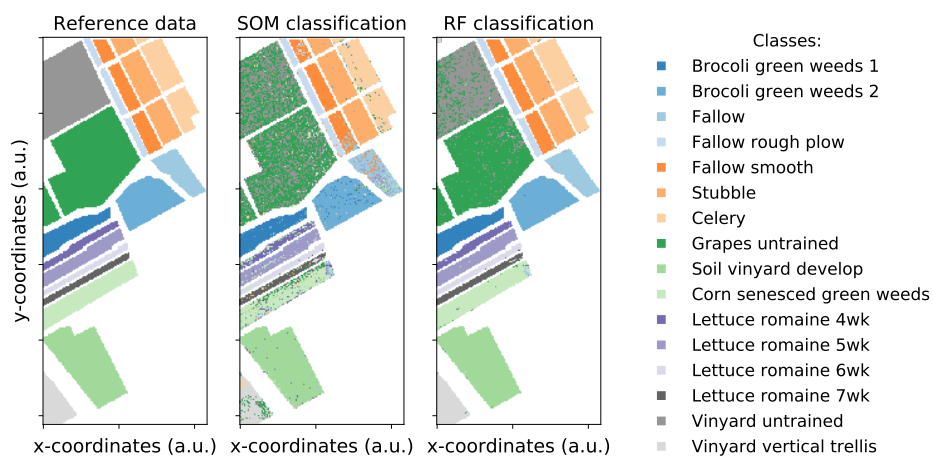 Reference data
SOM classification
RF classification
y-coordinates (a.u.)
x-coordinates (a.u.)
x-coordinates (a.u.)
x-coordinates (a.u.)
Classes:
Brocoli green weeds 1
Brocoli green weeds 2
Fallow
Fallow rough plow
Fallow smooth
Stubble
Celery
Grapes untrained
Soil vinyard develop
Corn senesced green weeds
Lettuce romaine 4wk
Lettuce romaine 5wk
Lettuce romaine 6wk
Lettuce romaine 7wk
Vinyard untrained
Vinyard vertical trellis